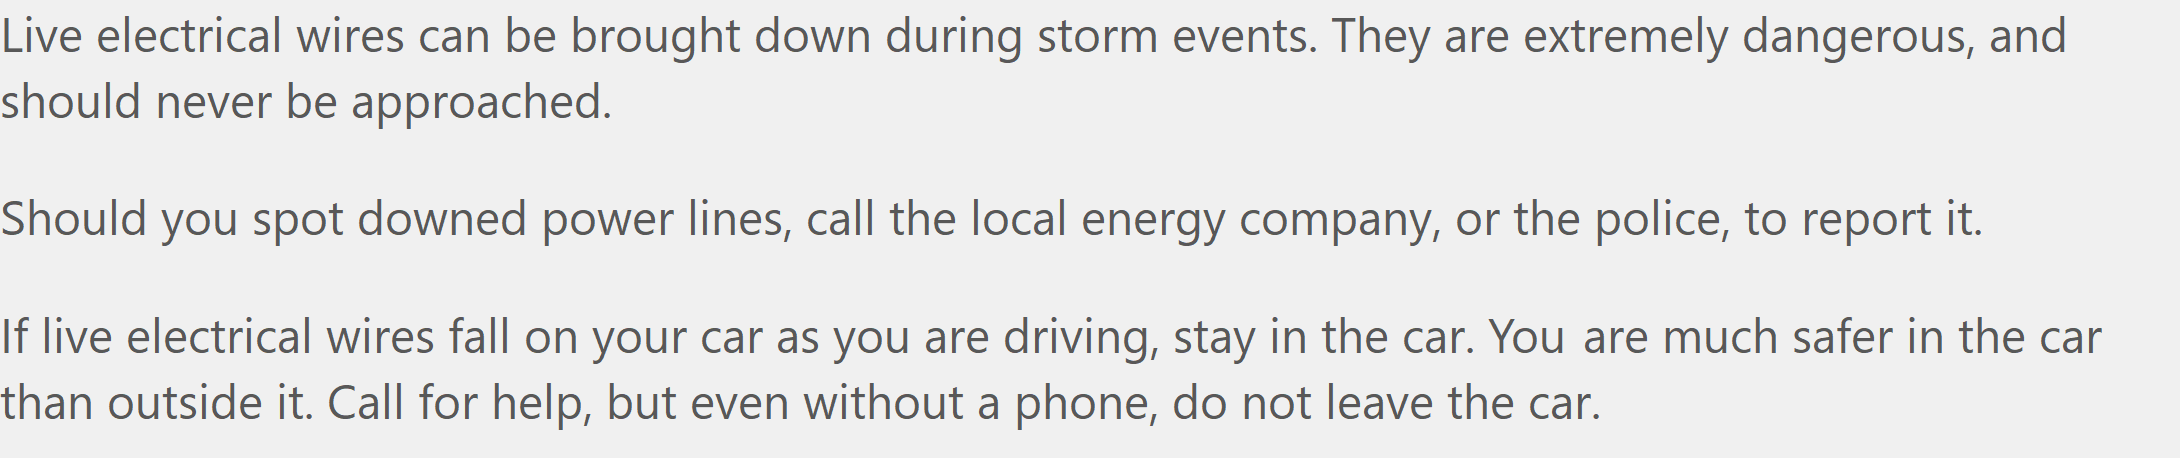 Live electrical wires can be brought down during storm events. They are extremely dangerous, and
should never be approached.
Should you spot downed power lines, call the local energy company, or the police, to report it.
If live electrical wires fall on your car as you are driving, stay in the car. You are much safer in the car
than outside it. Call for help, but even without a phone, do not leave the car.